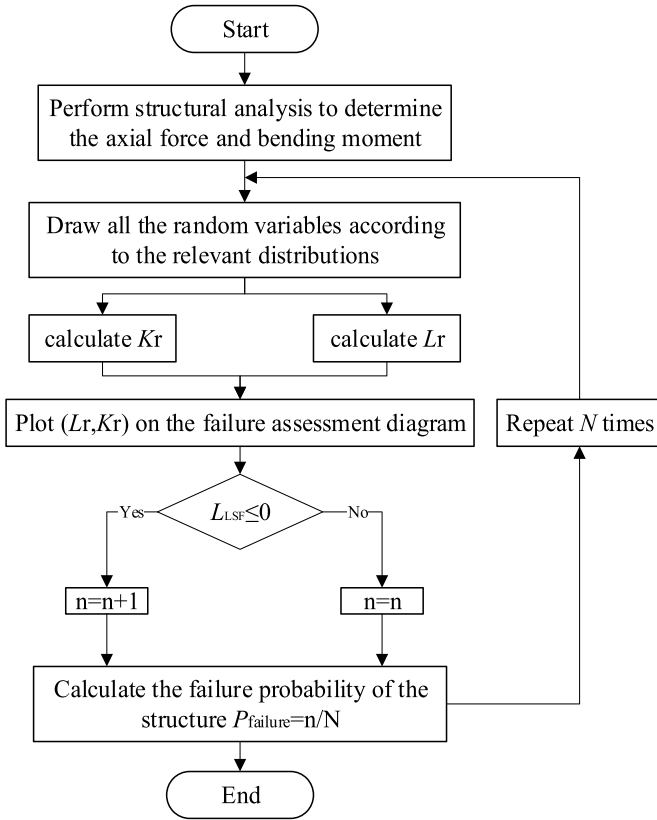 Start
Perform structural analysis to determine
the axial force and bending moment
Draw all the random variables according
to the relevant distributions
calculate Kr
calculate Lr
Plot (Lr,Kr) on the failure assessment diagram
Repeat N times
LLSF≤0
Yes
No
n=n+1
n=n
Calculate the failure probability of the
structure Pfailure=n/N
End